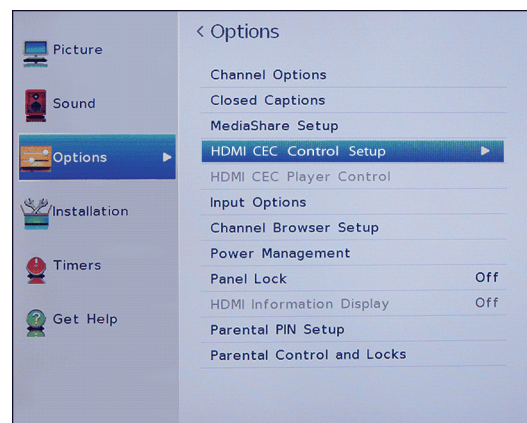 Picture
Sound
Options
Installation
Timers
Get Help
< Options
Channel Options
Closed Captions
MediaShare Setup
HDMI CEC Control Setup
HDMI CEC Player Control
Input Options
Channel Browser Setup
Power Management
Panel Lock Off
HDMI Information Display Off
Parental PIN Setup
Parental Control and Locks